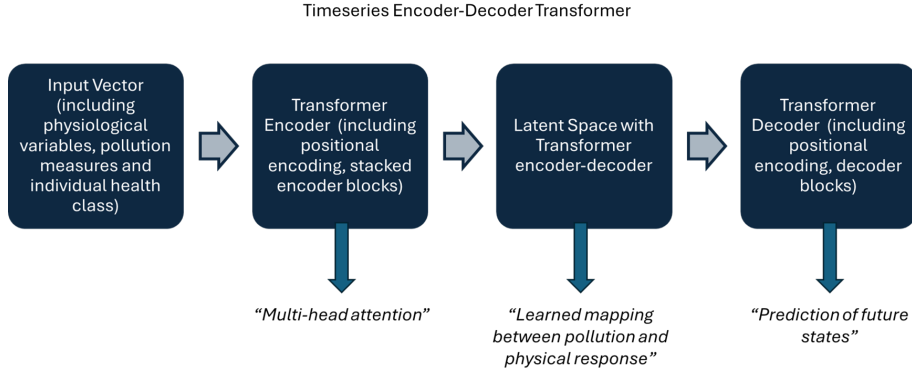 Timeseries Encoder-Decoder Transformer
Input Vector
(including
physiological
variables, pollution
measures and
individual health
class)
Transformer
Encoder (including
positional
encoding, stacked
encoder blocks)
Latent Space with
Transformer
encoder-decoder
Transformer
Decoder (including
positional
encoding, decoder
blocks)
“Multi-head attention”
“Learned mapping
between pollution and
physical response”
“Prediction of future
states”